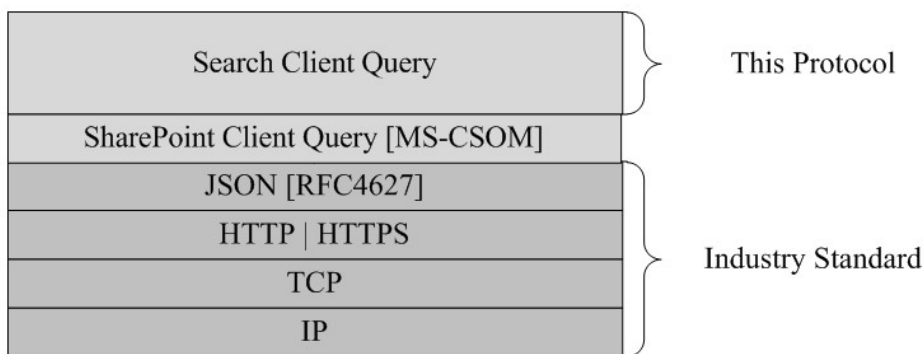 Search Client Query
This Protocol
SharePoint Client Query [MS-CSOM]
JSON [RFC4627]
HTTP | HTTPS
TCP
IP
Industry Standard